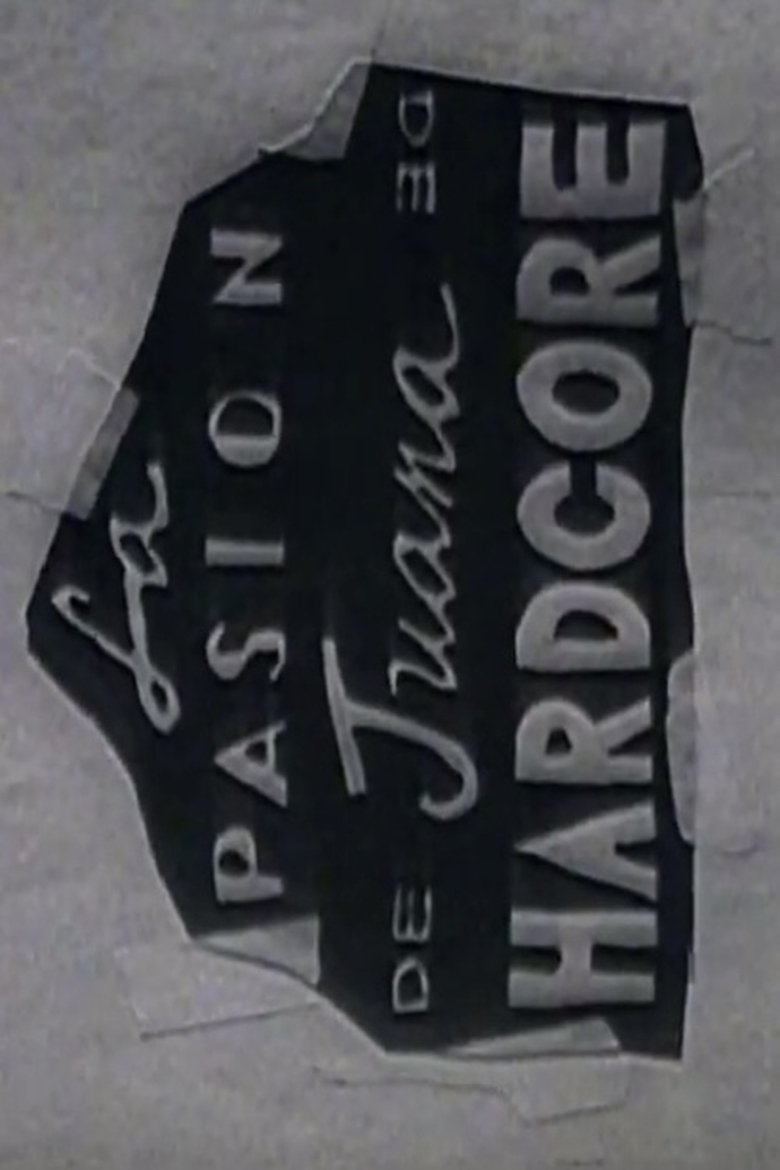 La
PASION
DE Juana DE
HARDCORE